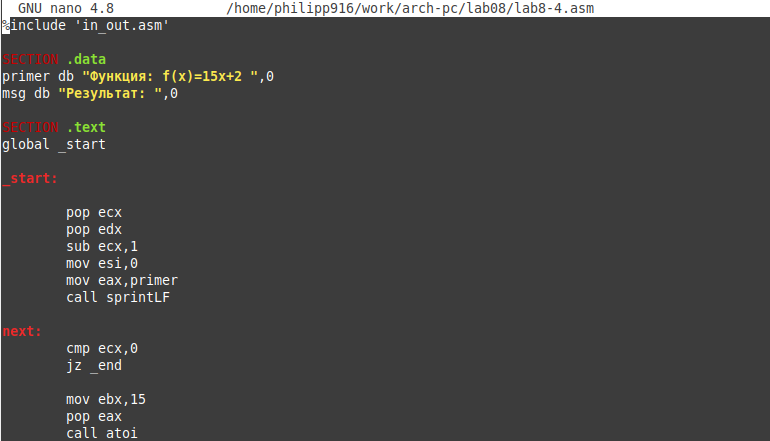 GNU nano 4.8 /home/philipp916/work/arch-pc/lab08/lab8-4.asm
%include 'in_out.asm'
SECTION .data
primer db "Функция: f(x)=15x+2 ",0
msg db "Результат: ",0
SECTION .text
global _start
_start:
pop ecx
pop edx
sub ecx,1
mov esi,0
mov eax,primer
call sprintLF
next:
cmp ecx,0
jz _end
mov ebx,15
pop eax
call atoi